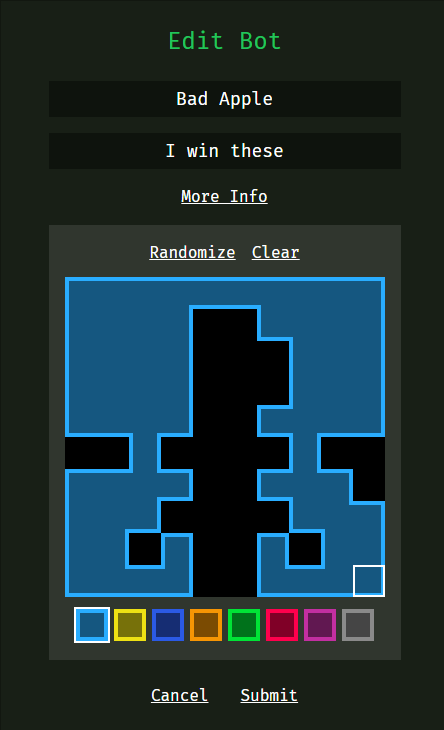 Edit Bot
Bad Apple
I win these
More Info
Randomize Clear
Cancel Submit